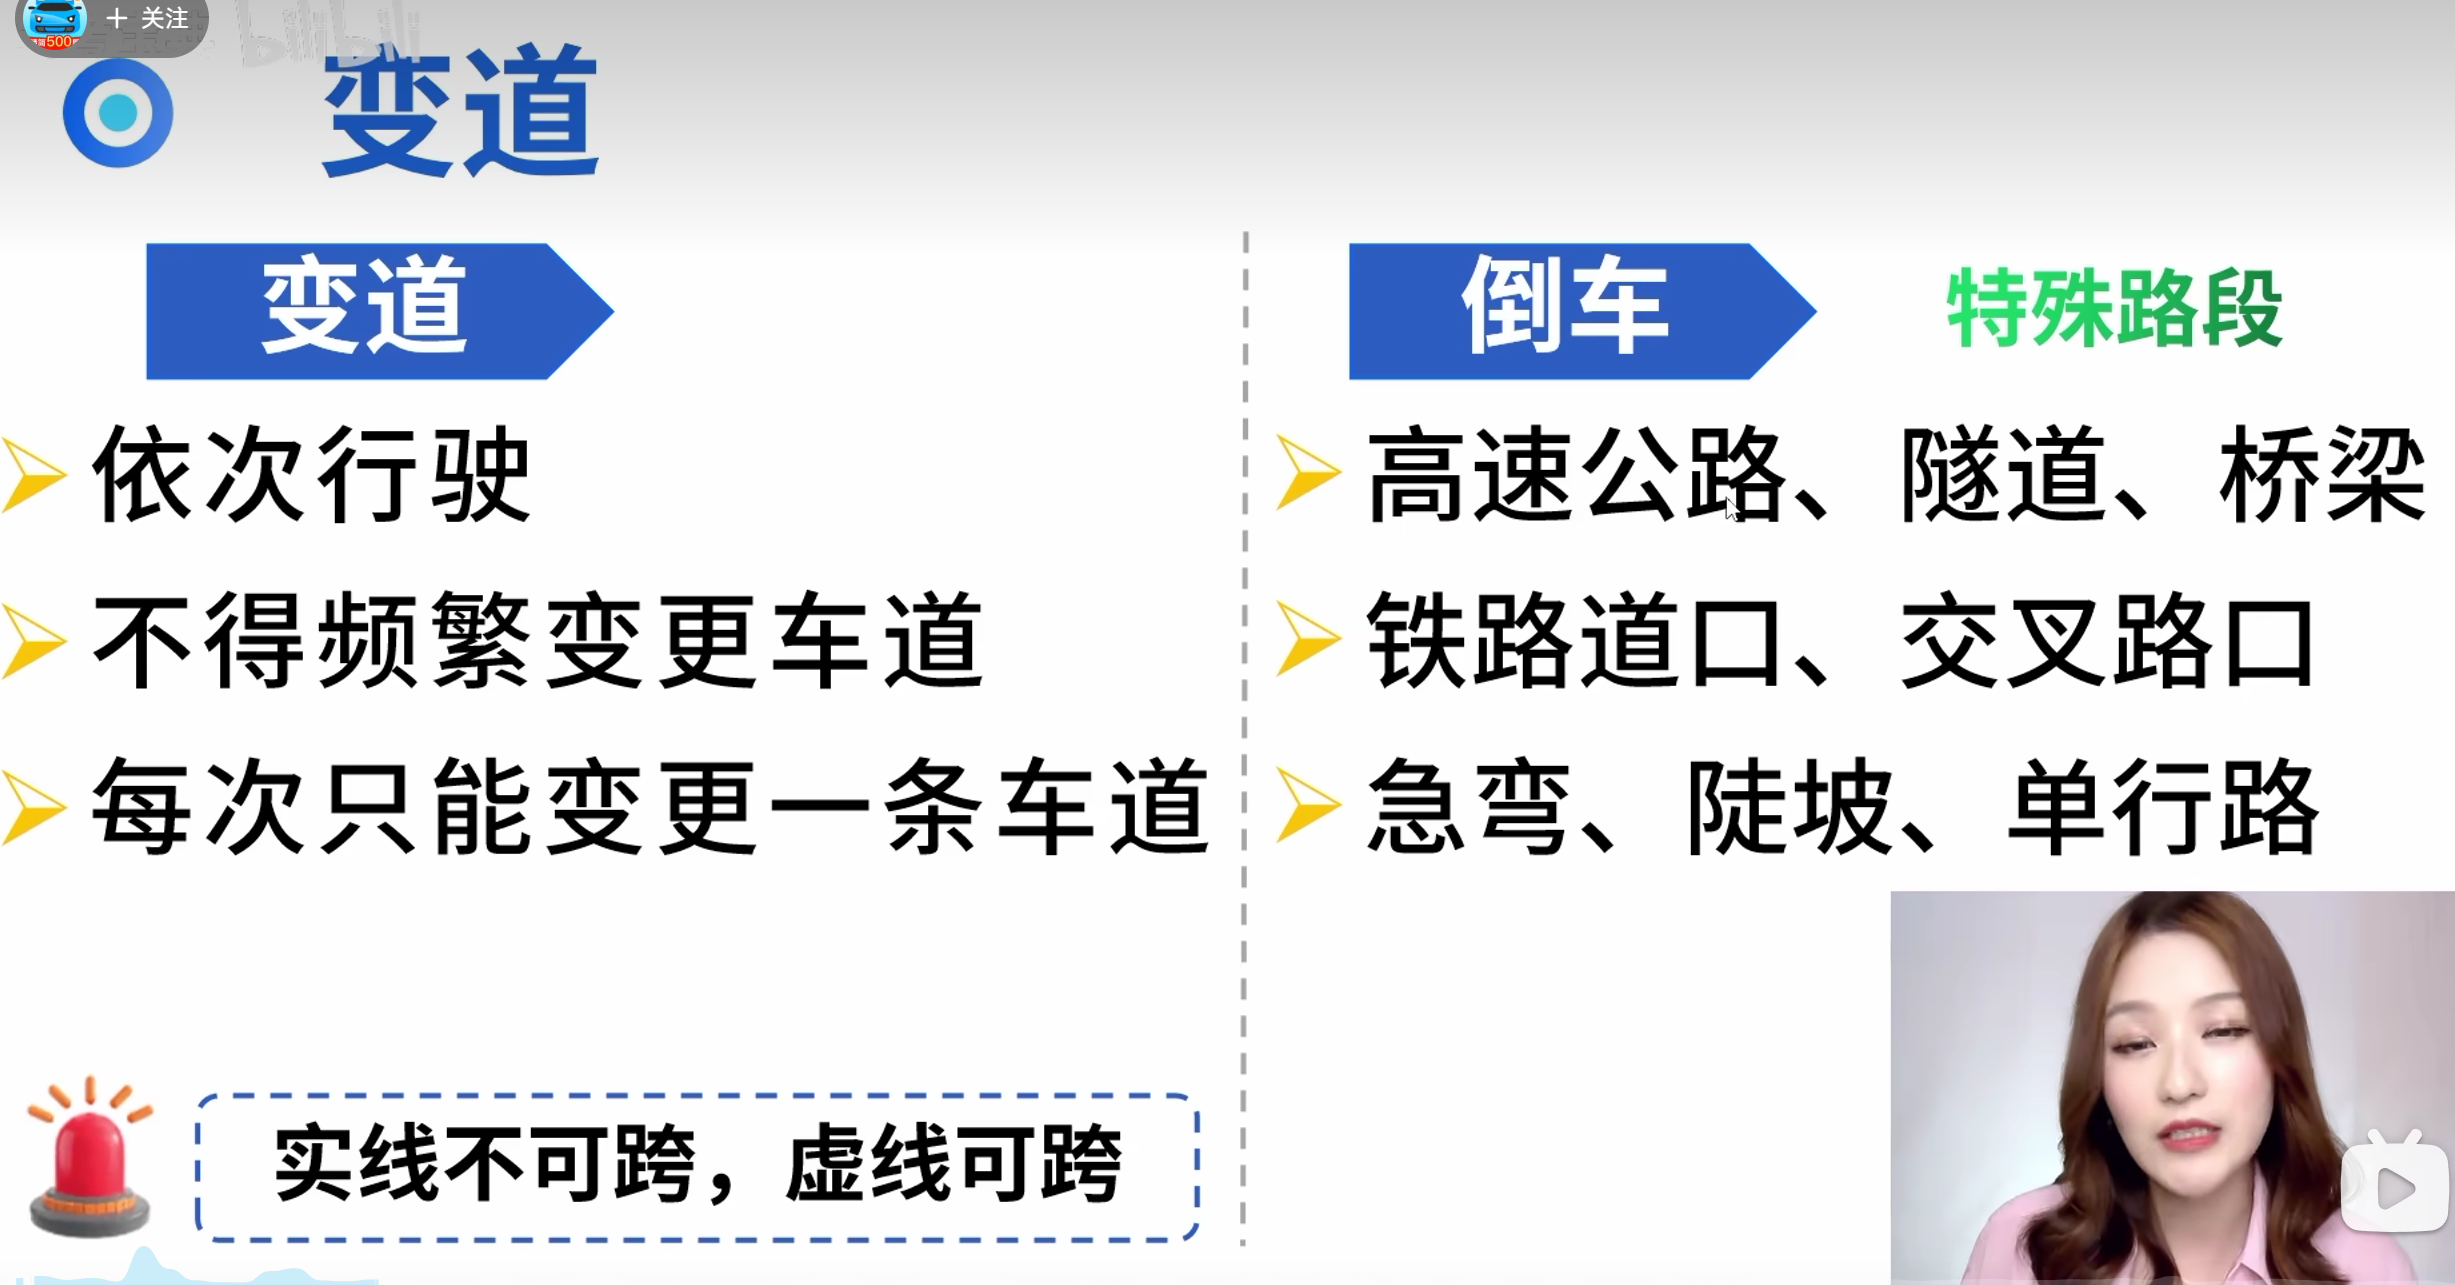 + 关注
bilibili
500
变道
变道
依次行驶
不得频繁变更车道
每次只能变更一条车道
实线不可跨，虚线可跨
倒车
特殊路段
高速公路、隧道、桥梁
铁路道口、交叉路口
急弯、陡坡、单行路